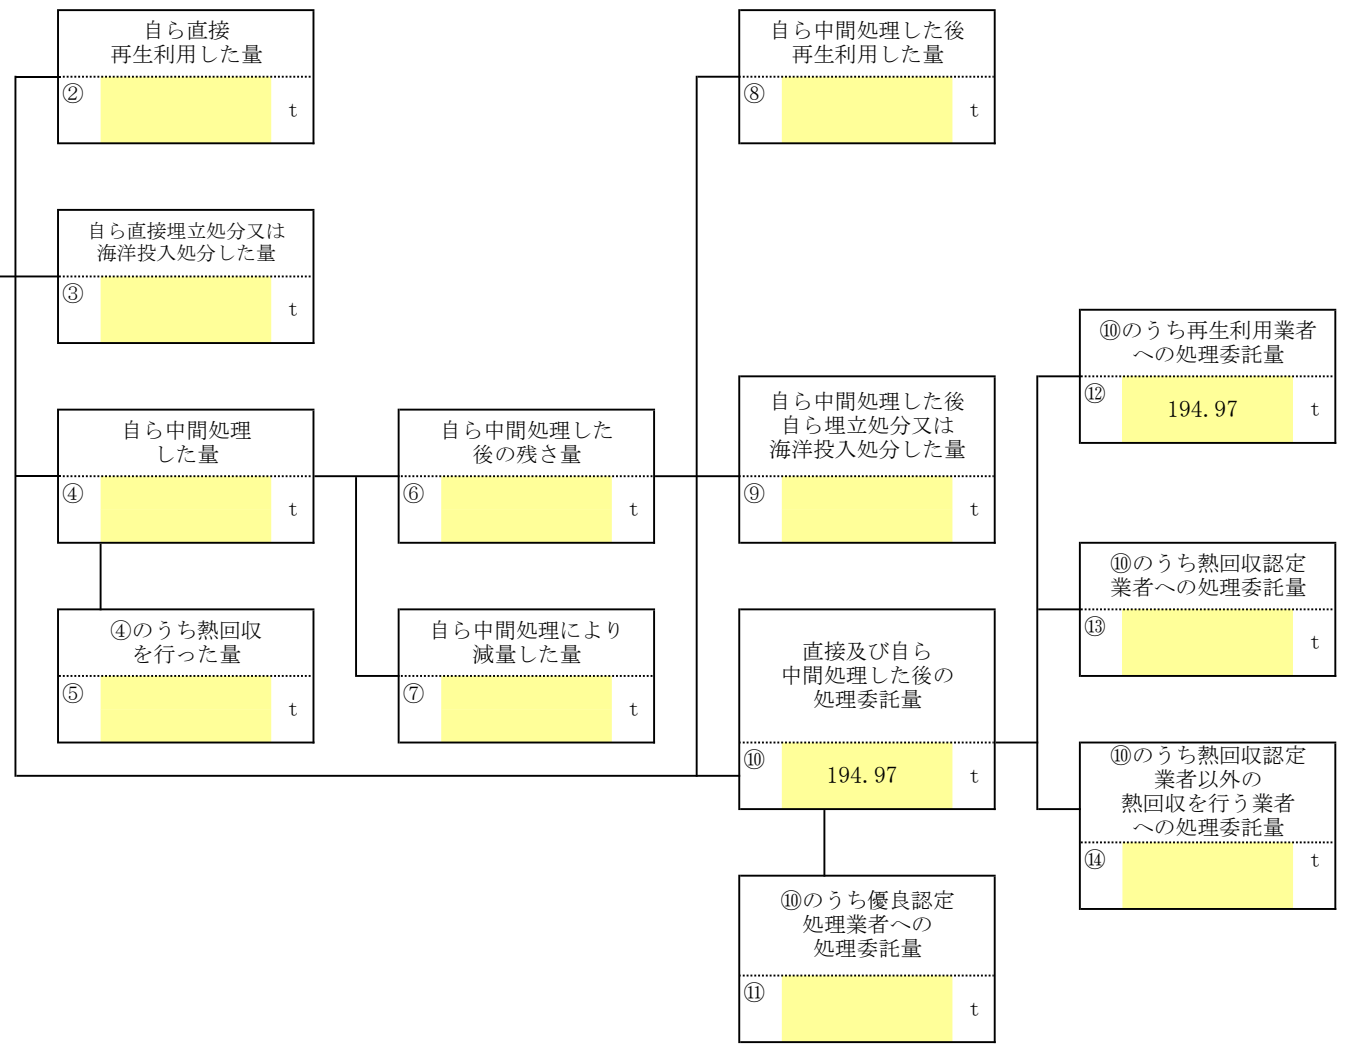 自ら直接
再生利用した量
②
t
自ら中間処理した後
再生利用した量
⑧
t
自ら直接埋立処分又は
海洋投入処分した量
③
t
⑩のうち再生利用業者
への処理委託量
⑫
194.97
t
自ら中間処理
した量
④
t
自ら中間処理した
後の残さ量
⑥
t
自ら中間処理した後
自ら埋立処分又は
海洋投入処分した量
⑨
t
⑩のうち熱回収認定
業者への処理委託量
⑬
t
④のうち熱回収
を行った量
⑤
t
自ら中間処理により
減量した量
⑦
t
直接及び自ら
中間処理した後の
処理委託量
⑩
194.97
t
⑩のうち熱回収認定
業者以外の
熱回収を行う業者
への処理委託量
⑭
t
⑩のうち優良認定
処理業者への
処理委託量
⑪
t